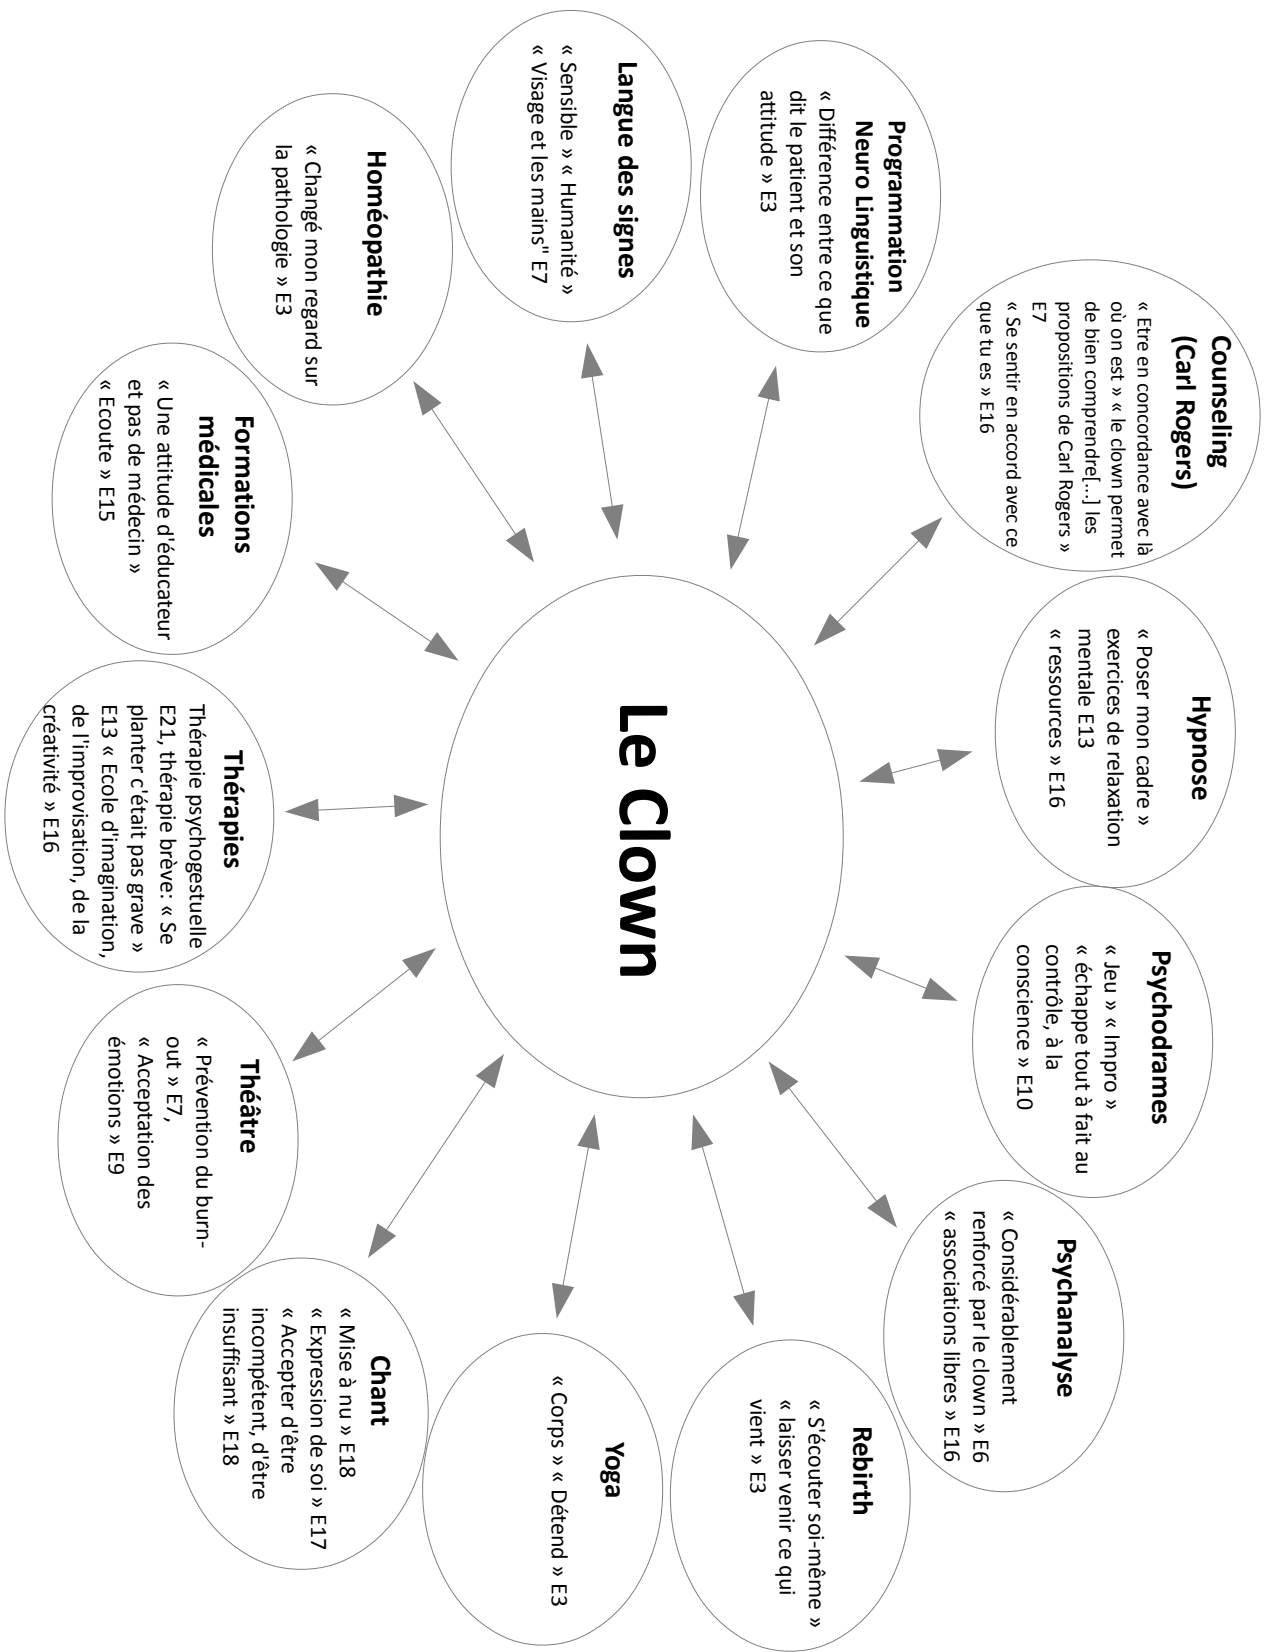 Le Clown
Counseling
(Carl Rogers)
« Etre en concordance avec là
où on est » « le clown permet
de bien comprendre[...] les
propositions de Carl Rogers »
E7
« Se sentir en accord avec ce
que tu es » E16
Hypnose
« Poser mon cadre »
exercices de relaxation
mentale E13
« ressources » E16
Psychodrames
« Jeu » « Impro »
« échappe tout à fait au
contrôle, à la
conscience » E10
Psychanalyse
« Considérablement
renforcé par le clown » E6
« associations libres » E16
Rebirth
« S'écouter soi-même »
« laisser venir ce qui
vient » E3
Yoga
« Corps » « Détend » E3
Chant
« Mise à nu » E18
« Expression de soi » E17
« Accepter d'être
incompétent, d'être
insuffisant » E18
Théâtre
« Prévention du burn-
out » E7,
« Acceptation des
émotions » E9
Thérapies
Thérapie psychogestuelle
E21, thérapie brève: « Se
planter c'était pas grave »
E13 « Ecole d'imagination,
de l'improvisation, de la
créativité » E16
Formations
médicales
« Une attitude d'éducateur
et pas de médecin »
« Ecoute » E15
Homéopathie
« Changé mon regard sur
la pathologie » E3
Langue des signes
« Sensible » « Humanité »
« Visage et les mains" E7
Programmation
Neuro Linguistique
« Différence entre ce que
dit le patient et son
attitude » E3